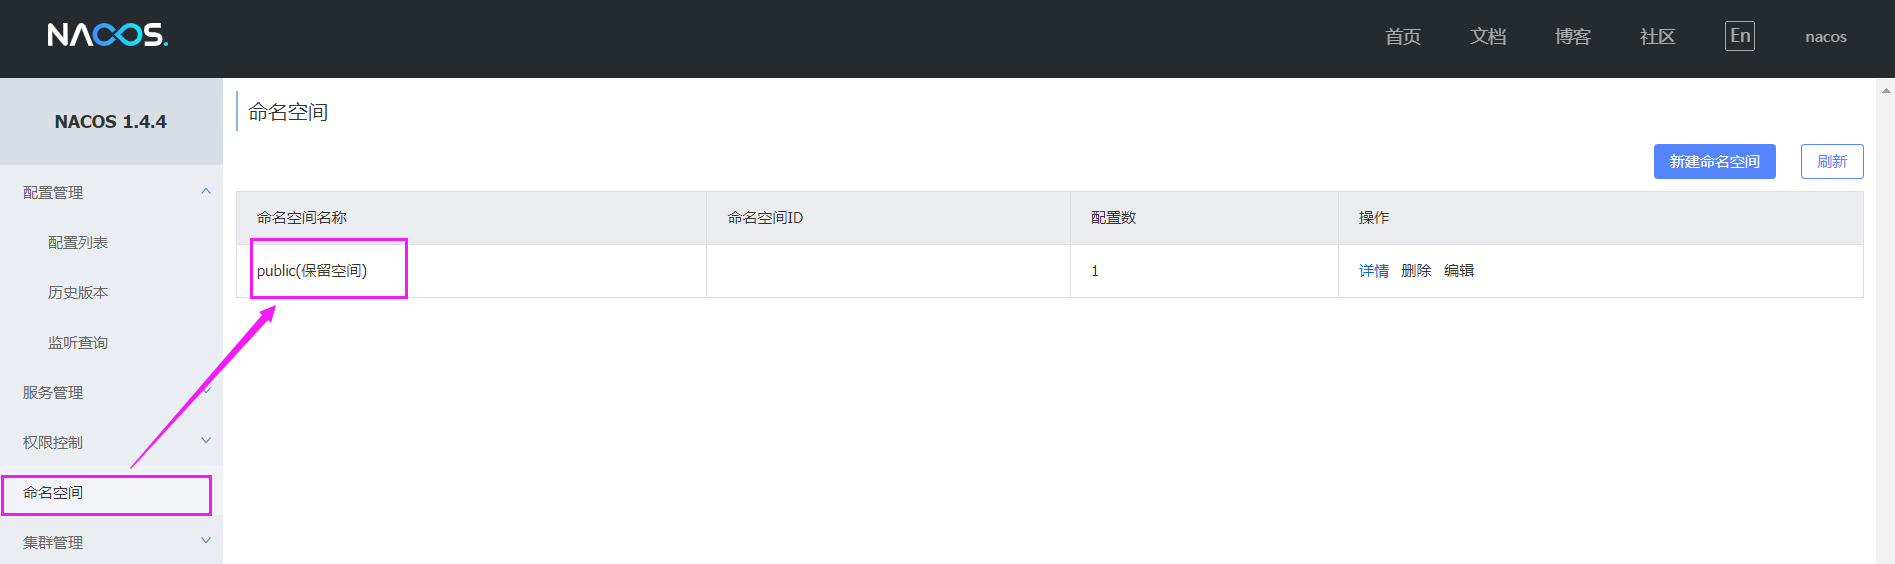 NACOS.
首页 文档 博客 社区 En nacos
NACOS 1.4.4
配置管理
配置列表
历史版本
监听查询
服务管理
权限控制
命名空间
集群管理
命名空间
新建命名空间 刷新
命名空间名称 命名空间ID 配置数 操作
public(保留空间) 1 详情 删除 编辑